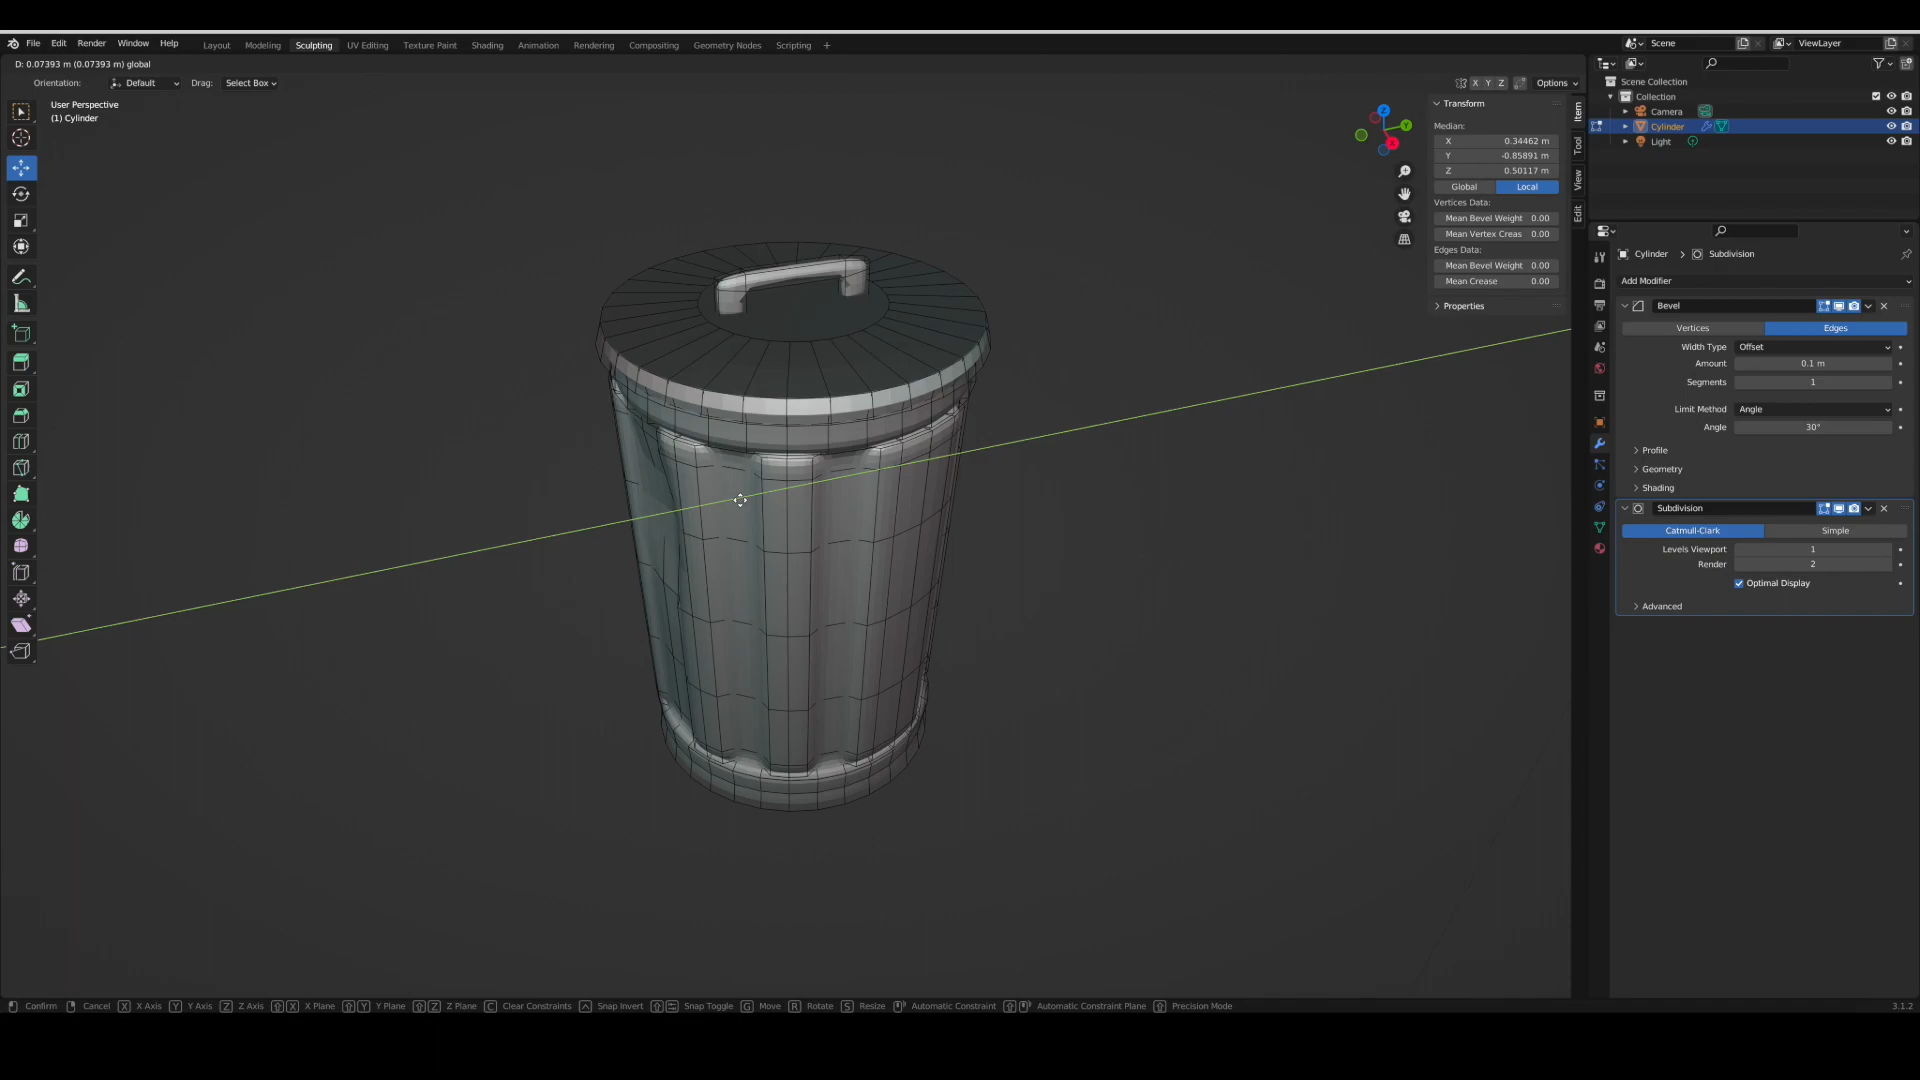 File Edit Render Window Help Layout Modeling Sculpting UV Editing Texture Paint Shading Animation Rendering Compositing Geometry Nodes Scripting + Scene ViewLayer
D: 0.07393 m (0.07393 m) global
Orientation: Default Drag: Select Box X Y Z Options
User Perspective
(1) Cylinder
Z
Y
X
Transform
Median:
X 0.34462 m
Y -0.85891 m
Z 0.50117 m
Global Local
Vertices Data:
Mean Bevel Weight 0.00
Mean Vertex Creas 0.00
Edges Data:
Mean Bevel Weight 0.00
Mean Crease 0.00
Properties
Item
Tool
View
Edit
Scene Collection
Collection
Camera
Cylinder
Light
Cylinder > Subdivision
Add Modifier
Bevel
Vertices Edges
Width Type Offset
Amount 0.1 m
Segments 1
Limit Method Angle
Angle 30°
Profile
Geometry
Shading
Subdivision
Catmull-Clark Simple
Levels Viewport 1
Render 2
Optimal Display
Advanced
Confirm Cancel X X Axis Y Y Axis Z Z Axis X X Plane Y Y Plane Z Z Plane C Clear Constraints Snap Invert Snap Toggle G Move R Rotate S Resize Automatic Constraint Automatic Constraint Plane Precision Mode 3.1.2